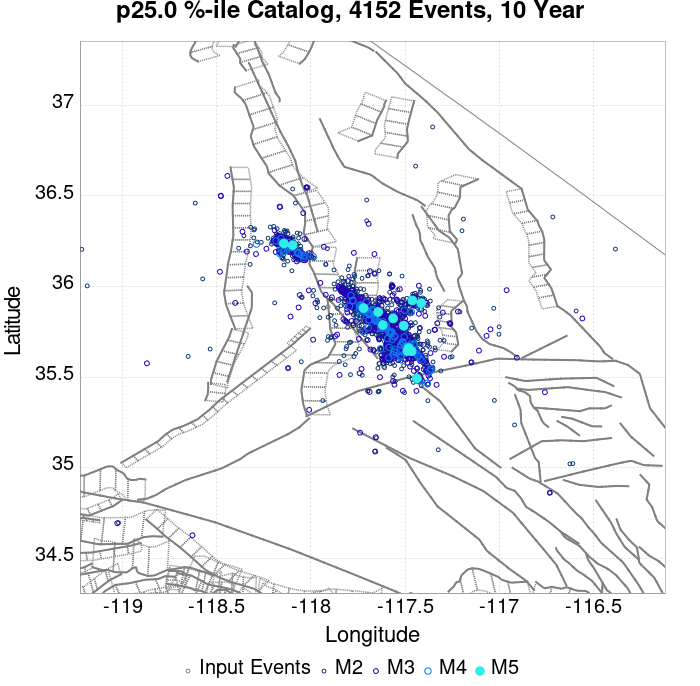 p25.0 %-ile Catalog, 4152 Events, 10 Year
37
36.5
36
35.5
35
34.5
Latitude
-119
-118.5
-118
-117.5
-117
-116.5
Longitude
Input Events
M2
M3
M4
M5